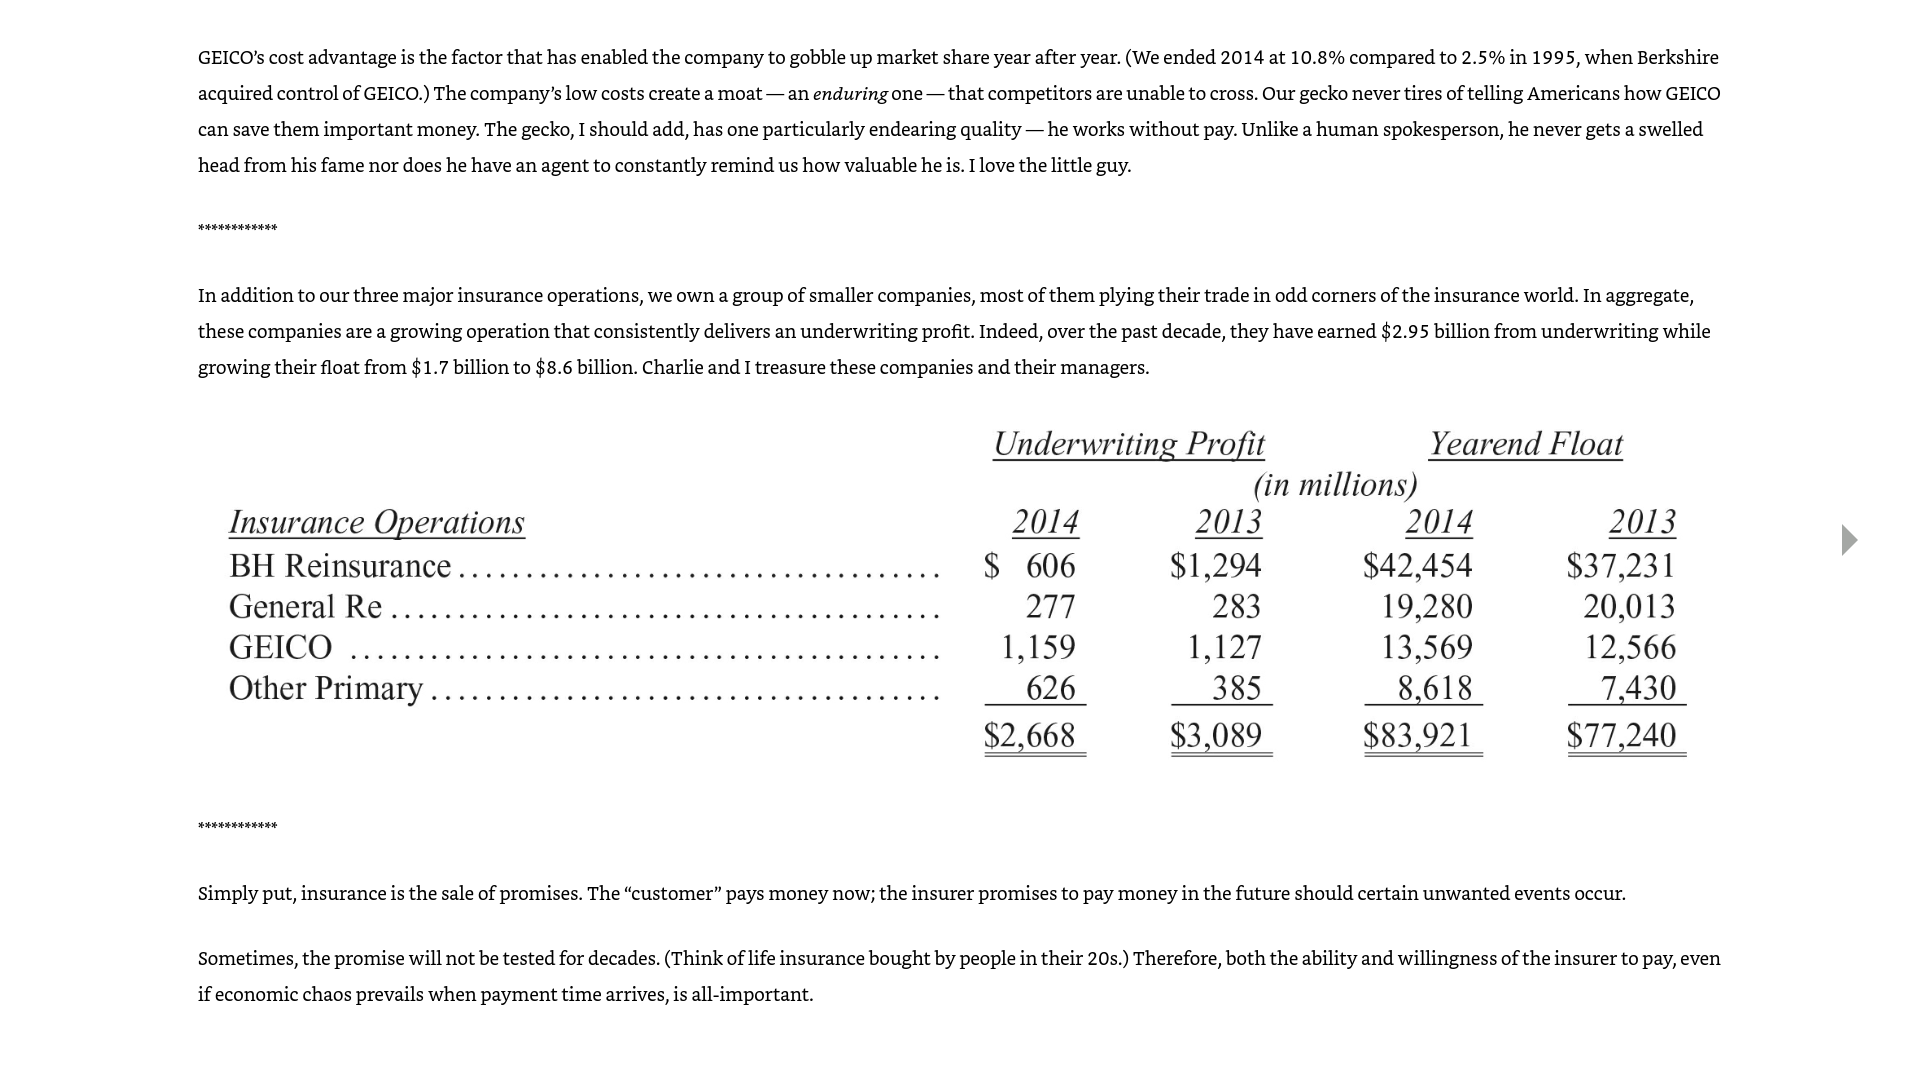 GEICO’s cost advantage is the factor that has enabled the company to gobble up market share year after year. (We ended 2014 at 10.8% compared to 2.5% in 1995, when Berkshire
acquired control of GEICO.) The company’s low costs create a moat — an enduring one — that competitors are unable to cross. Our gecko never tires of telling Americans how GEICO
can save them important money. The gecko, I should add, has one particularly endearing quality — he works without pay. Unlike a human spokesperson, he never gets a swelled
head from his fame nor does he have an agent to constantly remind us how valuable he is. I love the little guy.
************
In addition to our three major insurance operations, we own a group of smaller companies, most of them plying their trade in odd corners of the insurance world. In aggregate,
these companies are a growing operation that consistently delivers an underwriting profit. Indeed, over the past decade, they have earned $2.95 billion from underwriting while
growing their float from $1.7 billion to $8.6 billion. Charlie and I treasure these companies and their managers.
Underwriting Profit Yearend Float
(in millions)
Insurance Operations 2014 2013 2014 2013
BH Reinsurance .................................... $ 606 $1,294 $42,454 $37,231
General Re ......................................... 277 283 19,280 20,013
GEICO ............................................ 1,159 1,127 13,569 12,566
Other Primary ...................................... 626 385 8,618 7,430
$2,668 $3,089 $83,921 $77,240
************
Simply put, insurance is the sale of promises. The “customer” pays money now; the insurer promises to pay money in the future should certain unwanted events occur.
Sometimes, the promise will not be tested for decades. (Think of life insurance bought by people in their 20s.) Therefore, both the ability and willingness of the insurer to pay, even
if economic chaos prevails when payment time arrives, is all-important.